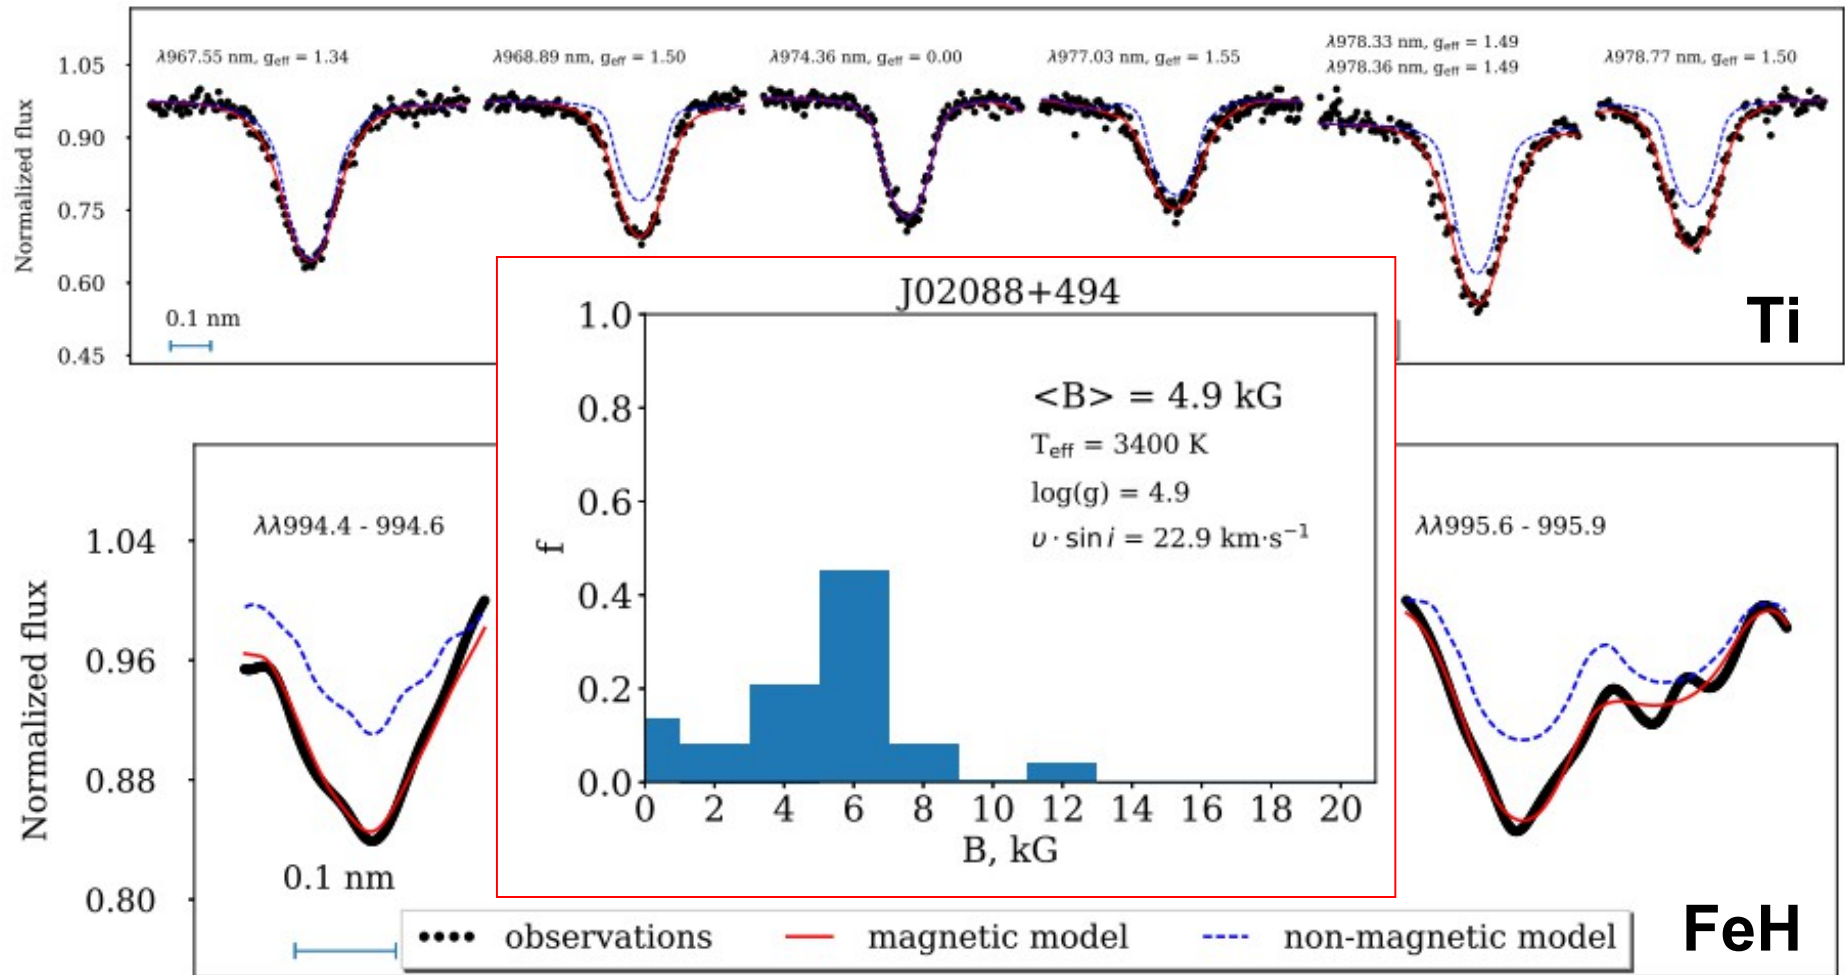 λ967.55 nm, g_eff = 1.34
λ968.89 nm, g_eff = 1.50
λ974.36 nm, g_eff = 0.00
λ977.03 nm, g_eff = 1.55
λ978.33 nm, g_eff = 1.49
λ978.36 nm, g_eff = 1.49
λ978.77 nm, g_eff = 1.50
Normalized flux
1.05
0.90
0.75
0.60
0.45
0.1 nm
Ti
J02088+494
<B> = 4.9 kG
T_eff = 3400 K
log(g) = 4.9
υ · sin i = 22.9 km·s⁻¹
f
1.0
0.8
0.6
0.4
0.2
0.0
0 2 4 6 8 10 12 14 16 18 20
B, kG
λλ994.4 - 994.6
λλ995.6 - 995.9
Normalized flux
1.04
0.96
0.88
0.80
0.1 nm
FeH
observations magnetic model non-magnetic model